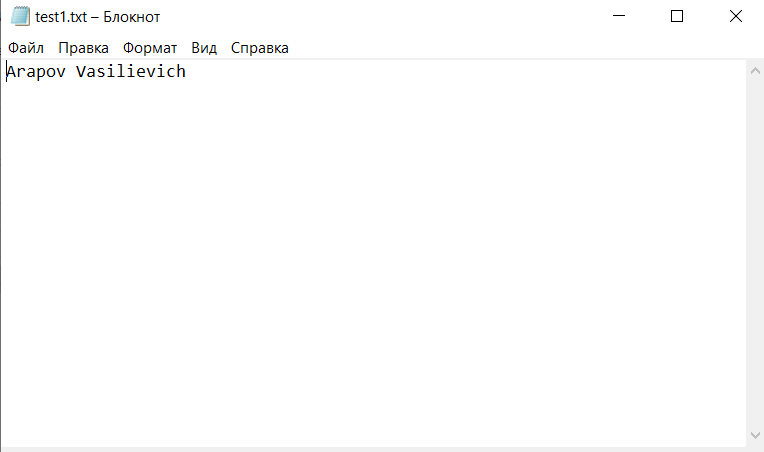 test1.txt – Блокнот
Файл Правка Формат Вид Справка
Arapov Vasilievich